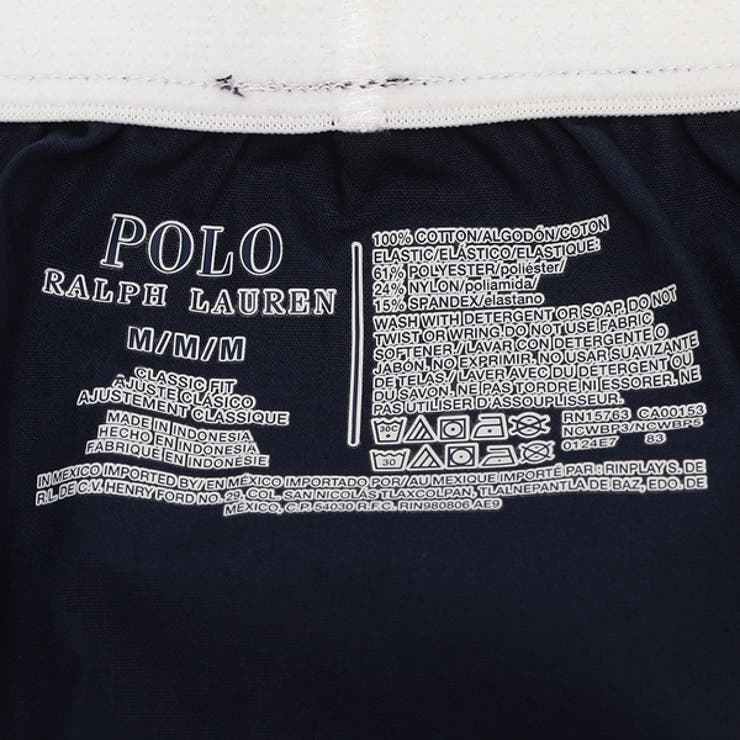 POLO
RALPH LAUREN
M/M/M
CLASSIC FIT
AJUSTE CLÁSICO
AJUSTEMENT CLASSIQUE
MADE IN INDONESIA
HECHO EN INDONESIA
FABRIQUE EN INDONÉSIE
100% COTTON/ALGODÓN/COTON
ELASTIC/ELÁSTICO/ELASTIQUE:
61% POLYESTER/poliéster/
24% NYLON/poliamida/
15% SPANDEX/elastano
WASH WITH DETERGENT OR SOAP. DO NOT
TWIST OR WRING. DO NOT USE FABRIC
SOFTENER/LAVAR CON DETERGENTE O
JABÓN. NO EXPRIMIR. NO USAR SUAVIZANTE
DE TELAS/ LAVER AVEC DU DÉTERGENT
DU SAVON. NE PAS TORDRE NI ESSORER. NE
PAS UTILISER D'ASSOUPLISSEUR.
30C
30
RN15763 CA00153
NCWBP3/NCWBP5
0124E7 83
IN MEXICO IMPORTED BY/EN MÉXICO IMPORTADO POR/AU MEXIQUE IMPORTÉ PAR: RINPLAY S. DE
R.L. DE C.V. HENRY FORD NO. 29, COL. SAN NICOLÁS TLAXCOLPAN, TLALNEPANTLA DE BAZ, EDO. DE
MÉXICO, C.P. 54030 R.F.C. RIN980806 AE9